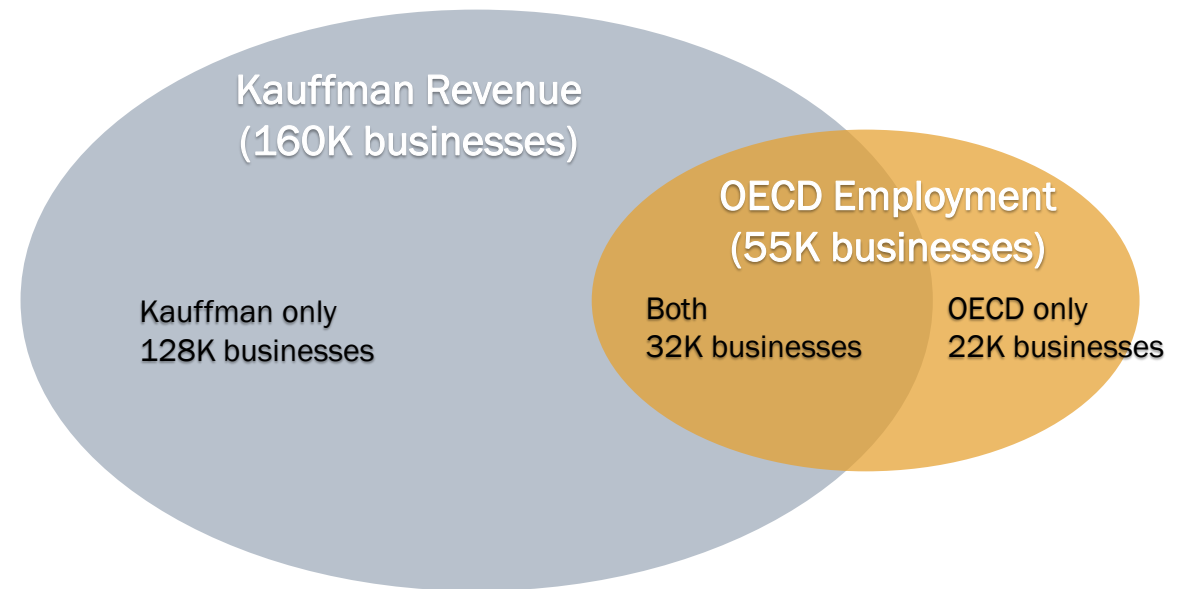 Kauffman Revenue
(160K businesses)
OECD Employment
(55K businesses)
Kauffman only
128K businesses
Both
32K businesses
OECD only
22K businesses